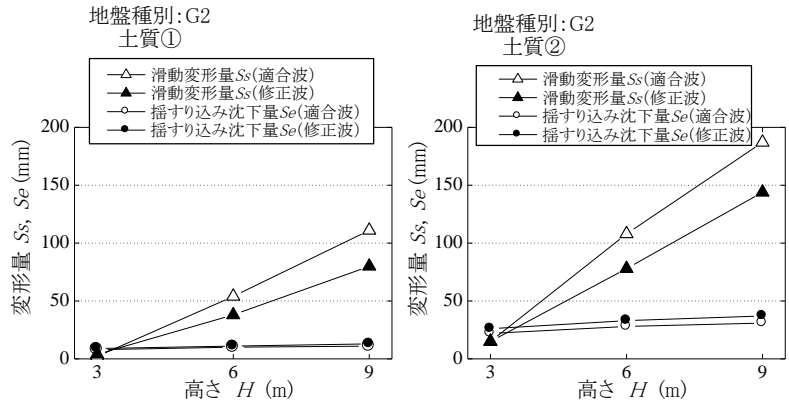 地盤種別:G2
土質①
滑動変形量Ss(適合波)
滑動変形量Ss(修正波)
揺すり込み沈下量Se(適合波)
揺すり込み沈下量Se(修正波)
変形量 Ss, Se (mm)
200
150
100
50
0
3 6 9
高さ H (m)
地盤種別:G2
土質②
滑動変形量Ss(適合波)
滑動変形量Ss(修正波)
揺すり込み沈下量Se(適合波)
揺すり込み沈下量Se(修正波)
変形量 Ss, Se (mm)
200
150
100
50
0
3 6 9
高さ H (m)